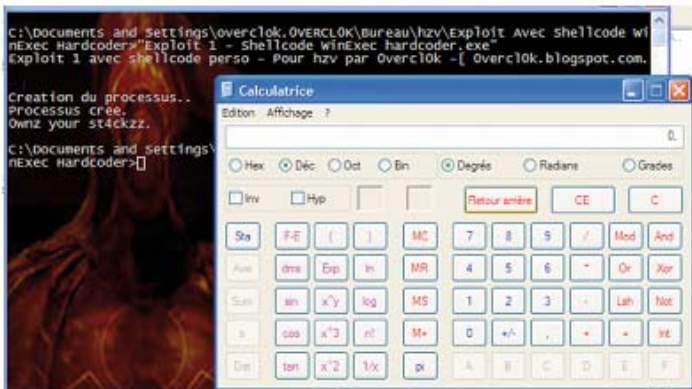 C:\Documents and Settings\overclok.OVERCLOK\Bureau\hzv\Exploit Avec Shellcode Wi
nExec Hardcoder>"Exploit 1 - Shellcode WinExec hardcoder.exe"
Exploit 1 avec shellcode perso - Pour hzv par Overcl0k -[ Overcl0k.blogspot.com.
Creation du processus..
Processus cree.
Ownz your st4ckzz.
C:\Documents and Settings\
nExec Hardcoder>
Calculatrice
Edition Affichage ?
0,
Hex Déc Oct Bin Degrés Radians Grades
Inv Hyp Retour arrière CE C
Sta F-E ( ) MC 7 8 9 / Mod And
Ave dms Exp ln MR 4 5 6 * Or Xor
Sum sin x^y log MS 1 2 3 - Lsh Not
s cos x^3 n! M+ 0 +/- , + = Int
Dat tan x^2 1/x pi A B C D E F